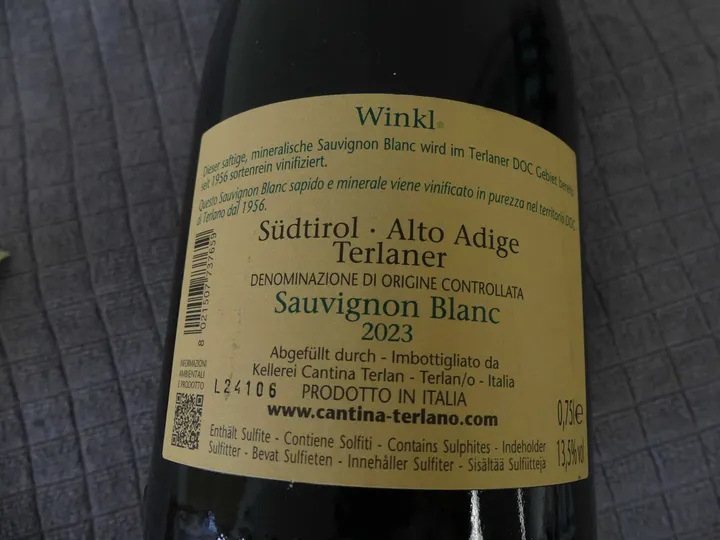 Winkl®
Dieser saftige, mineralische Sauvignon Blanc wird im Terlaner DOC Gebiet bereits
seit 1956 sortenrein vinifiziert.
Questo Sauvignon Blanc sapido e minerale viene vinificato in purezza nel territorio DOC
di Terlano dal 1956.
Südtirol · Alto Adige
Terlaner
DENOMINAZIONE DI ORIGINE CONTROLLATA
Sauvignon Blanc
2023
Abgefüllt durch - Imbottigliato da
Kellerei Cantina Terlan - Terlan/o - Italia
PRODOTTO IN ITALIA
www.cantina-terlano.com
Enthält Sulfite - Contiene Solfiti - Contains Sulphites - Indeholder
Sulfitter - Bevat Sulfieten - Innehåller Sulfiter - Sisältää Sulfiitteja
8 021507 737659
INFORMAZIONI
AMBIENTALI
E PRODOTTO
L24106
0,75l e
13,5% vol